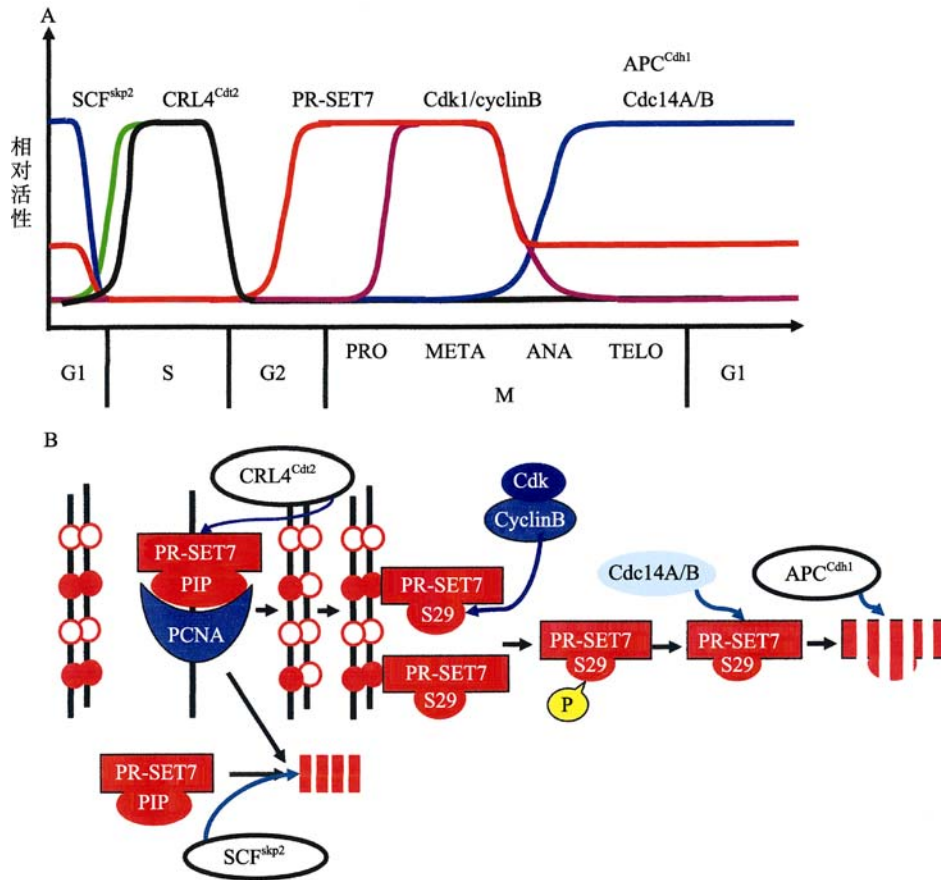 A
APC^Cdh1
SCF^skp2 CRL4^Cdt2 PR-SET7 Cdk1/cyclinB Cdc14A/B
相对活性
PRO META ANA TELO
G1 S G2 M G1
B
CRL4^Cdt2
Cdk
CyclinB
PR-SET7
PIP
PCNA
PR-SET7
S29
PR-SET7
S29
Cdc14A/B
APC^Cdh1
PR-SET7
S29
P
PR-SET7
S29
PR-SET7
PIP
SCF^skp2